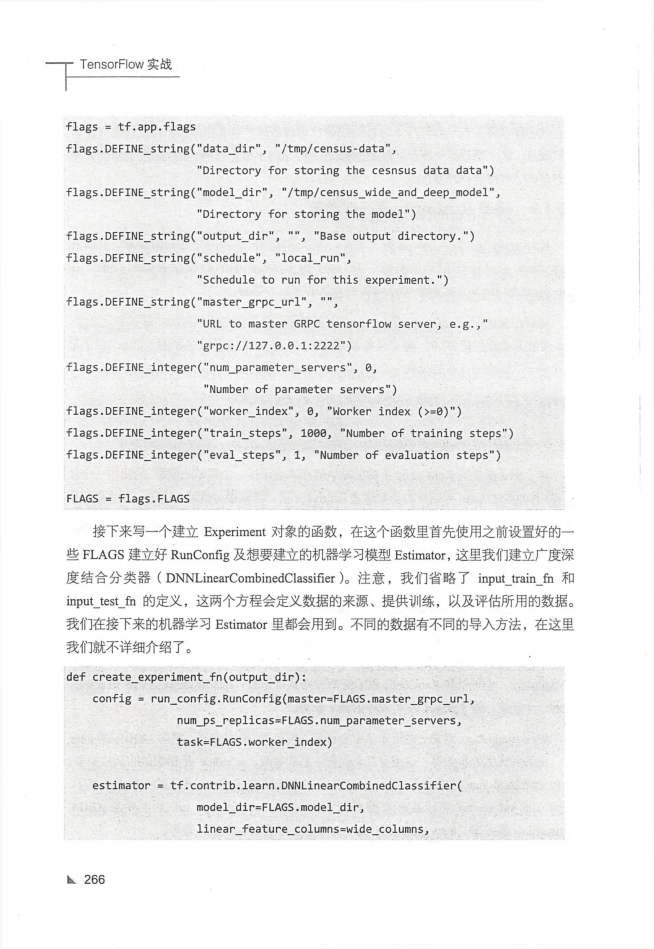 TensorFlow 实战
flags = tf.app.flags
flags.DEFINE_string("data_dir", "/tmp/census-data",
"Directory for storing the cesnsus data data")
flags.DEFINE_string("model_dir", "/tmp/census_wide_and_deep_model",
"Directory for storing the model")
flags.DEFINE_string("output_dir", "", "Base output directory.")
flags.DEFINE_string("schedule", "local_run",
"Schedule to run for this experiment.")
flags.DEFINE_string("master_grpc_url", "",
"URL to master GRPC tensorflow server, e.g.,"
"grpc://127.0.0.1:2222")
flags.DEFINE_integer("num_parameter_servers", 0,
"Number of parameter servers")
flags.DEFINE_integer("worker_index", 0, "Worker index (>=0)")
flags.DEFINE_integer("train_steps", 1000, "Number of training steps")
flags.DEFINE_integer("eval_steps", 1, "Number of evaluation steps")
FLAGS = flags.FLAGS
接下来写一个建立 Experiment 对象的函数，在这个函数里首先使用之前设置好的一
些 FLAGS 建立好 RunConfig 及想要建立的机器学习模型 Estimator，这里我们建立广度深
度结合分类器（DNNLinearCombinedClassifier）。注意，我们省略了 input_train_fn 和
input_test_fn 的定义，这两个方程会定义数据的来源、提供训练，以及评估所用的数据。
我们在接下来的机器学习 Estimator 里都会用到。不同的数据有不同的导入方法，在这里
我们就不详细介绍了。
def create_experiment_fn(output_dir):
config = run_config.RunConfig(master=FLAGS.master_grpc_url,
num_ps_replicas=FLAGS.num_parameter_servers,
task=FLAGS.worker_index)
estimator = tf.contrib.learn.DNNLinearCombinedClassifier(
model_dir=FLAGS.model_dir,
linear_feature_columns=wide_columns,
266